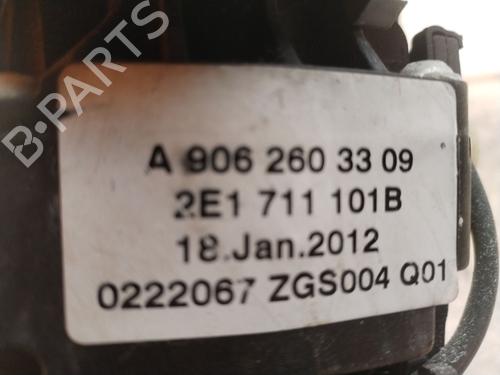 B-PARTS
A 906 260 33 09
2E1 711 101B
18.Jan.2012
0222067 ZGS004 Q01